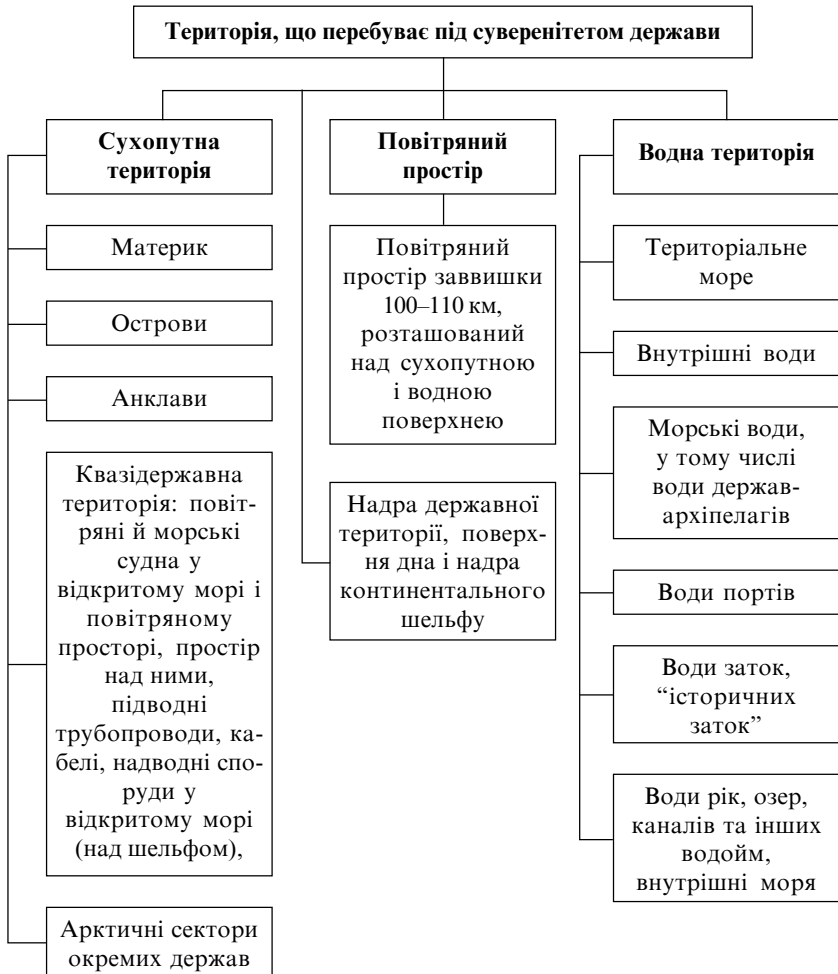 Територія, що перебуває під суверенітетом держави
Сухопутна
територія
Материк
Острови
Анклави
Квазідержавна
територія: повіт-
ряні й морські
судна у
відкритому морі і
повітряному
просторі, простір
над ними,
підводні
трубопроводи, ка-
белі, надводні спо-
руди у
відкритому морі
(над шельфом),
Арктичні сектори
окремих держав
Повітряний
простір
Повітряний
простір заввишки
100–110 км,
розташований
над сухопутною
і водною
поверхнею
Надра державної
території, поверх-
ня дна і надра
континентального
шельфу
Водна територія
Територіальне
море
Внутрішні води
Морські води,
у тому числі
води держав-
архіпелагів
Води портів
Води заток,
“історичних
заток”
Води рік, озер,
каналів та інших
водойм,
внутрішні моря